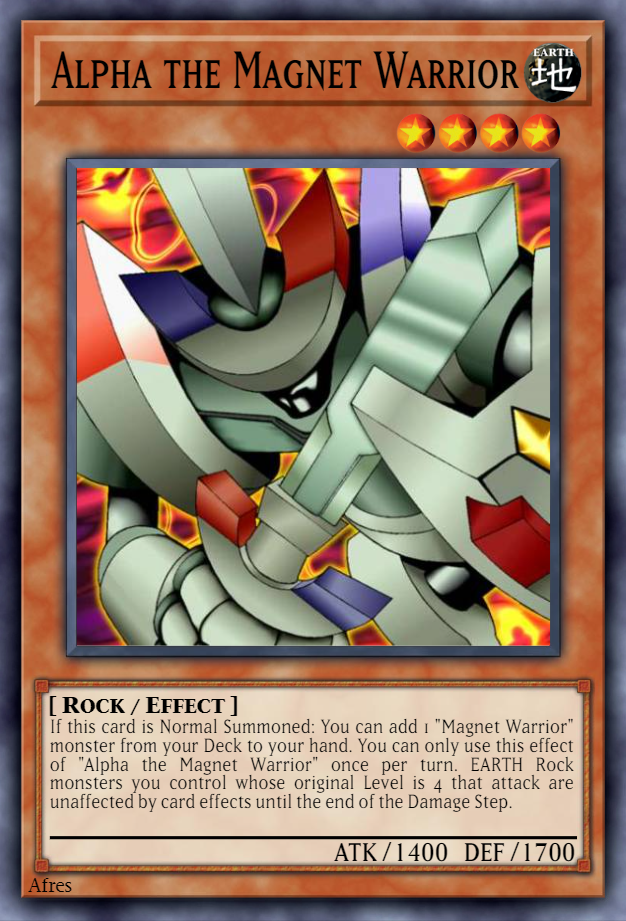 Alpha the Magnet Warrior
EARTH
地
[ Rock / Effect ]
If this card is Normal Summoned: You can add 1 "Magnet Warrior"
monster from your Deck to your hand. You can only use this effect
of "Alpha the Magnet Warrior" once per turn. EARTH Rock
monsters you control whose original Level is 4 that attack are
unaffected by card effects until the end of the Damage Step.
ATK/1400 DEF/1700
Afres